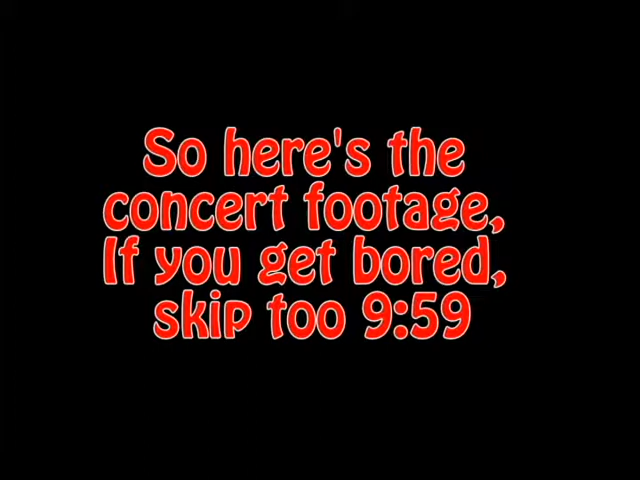 So here's the
concert footage,
If you get bored,
skip too 9:59